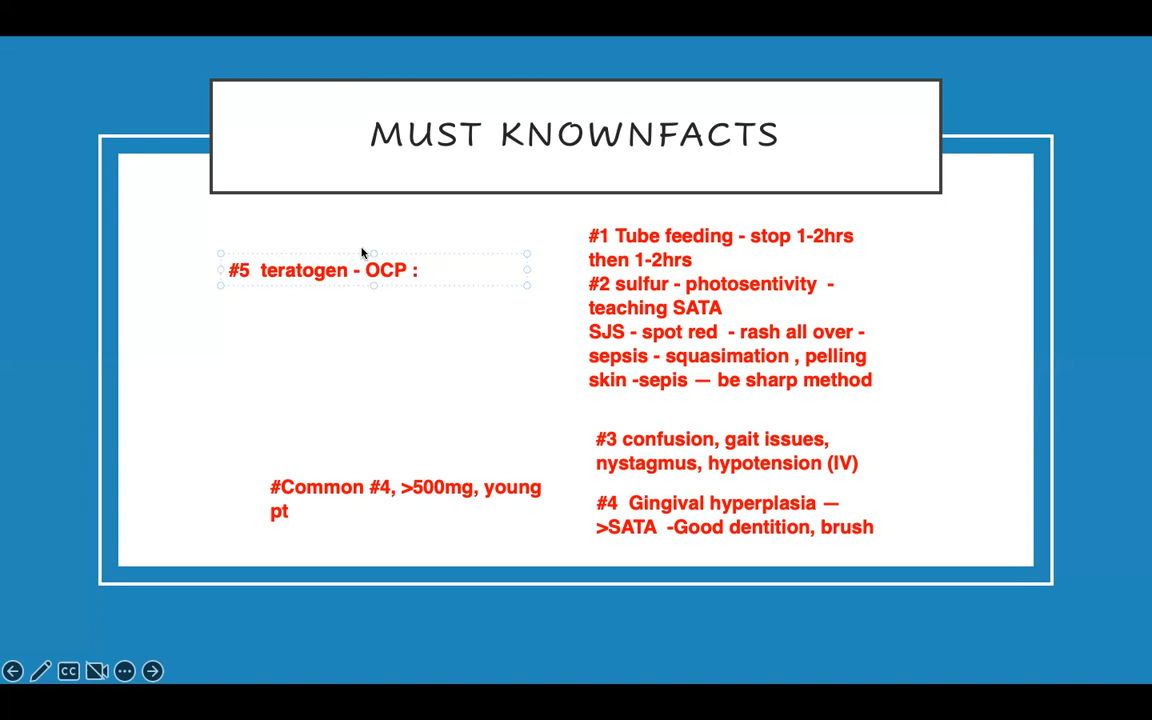 MUST KNOWNFACTS
#5 teratogen - OCP :
#Common #4, >500mg, young
pt
#1 Tube feeding - stop 1-2hrs
then 1-2hrs
#2 sulfur - photosentivity -
teaching SATA
SJS - spot red - rash all over -
sepsis - squasimation , pelling
skin -sepis — be sharp method
#3 confusion, gait issues,
nystagmus, hypotension (IV)
#4 Gingival hyperplasia —
>SATA -Good dentition, brush
CC